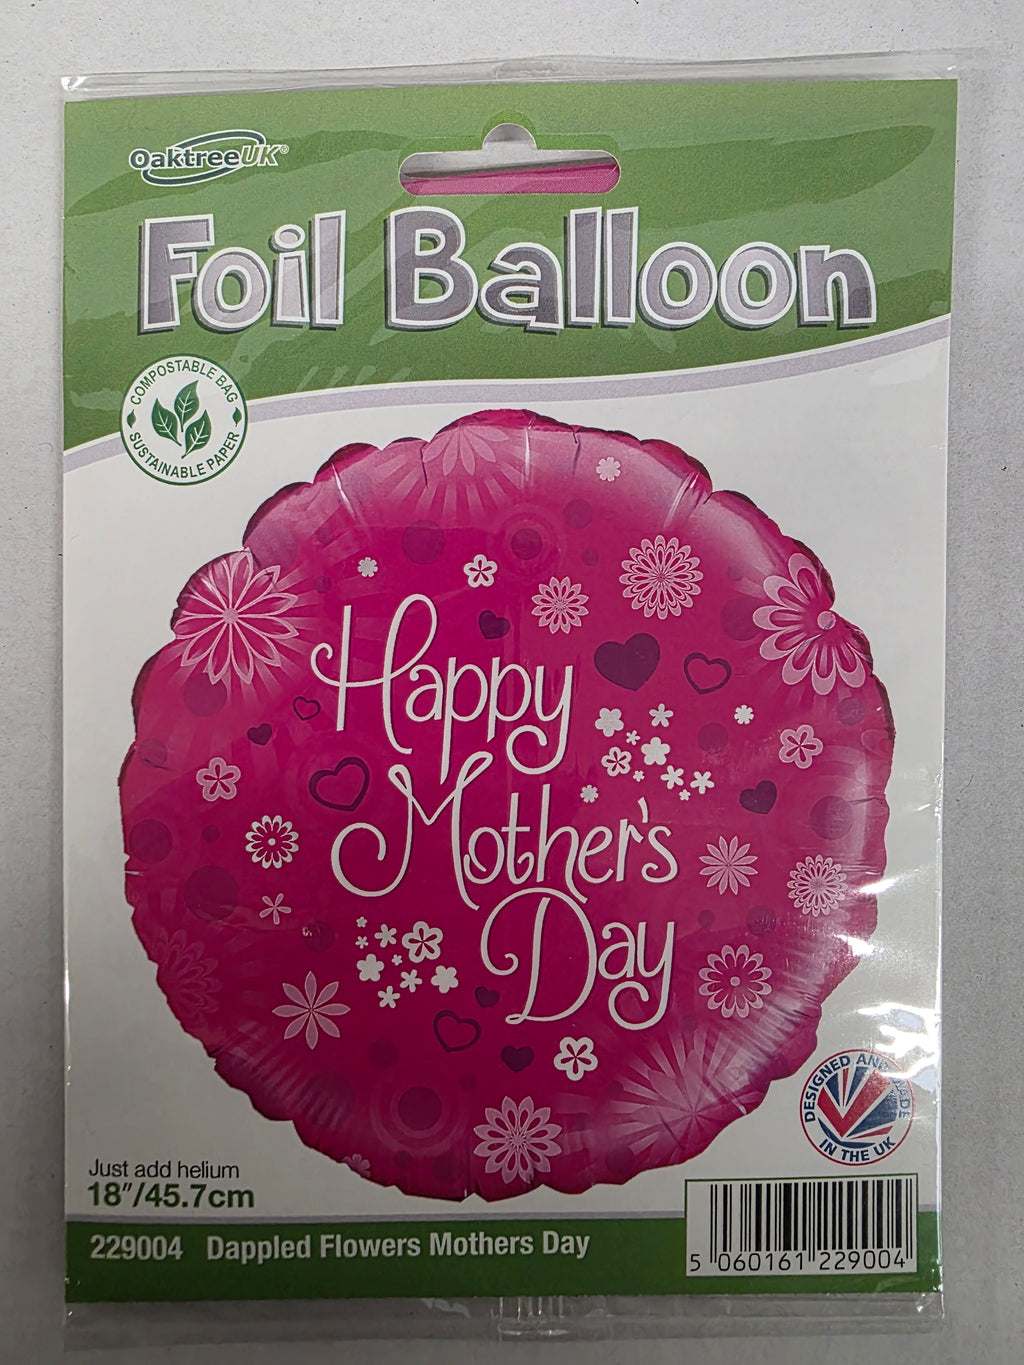 OaktreeUK®
Foil Balloon
COMPOSTABLE BAG
SUSTAINABLE PAPER
Happy
Mother's
Day
DESIGNED AND MADE
IN THE UK
Just add helium
18"/45.7cm
229004 Dappled Flowers Mothers Day
5 060161 229004